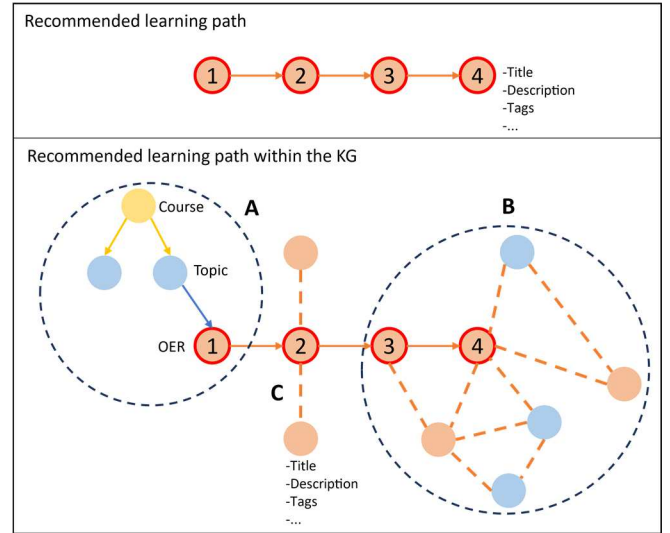 Recommended learning path
1
2
3
4
-Title
-Description
-Tags
-...
Recommended learning path within the KG
Course
A
B
Topic
OER
1
2
3
4
C
-Title
-Description
-Tags
-...